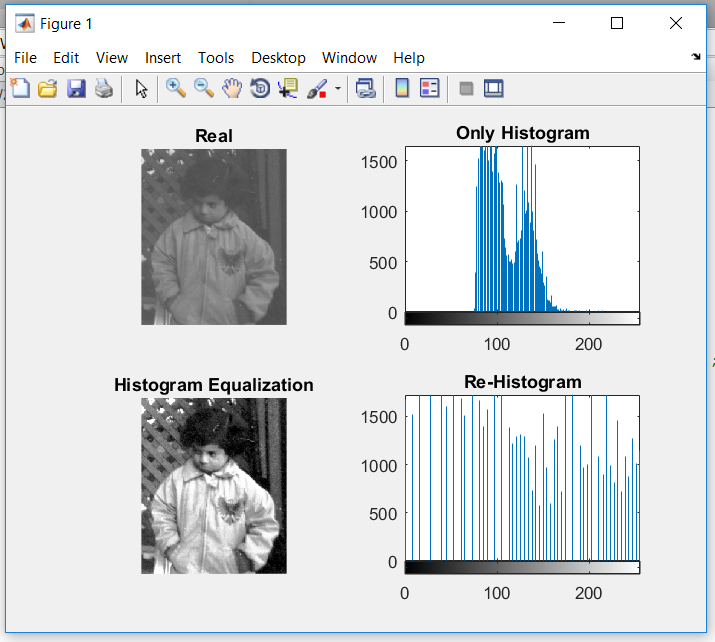 Figure 1
File Edit View Insert Tools Desktop Window Help
Real
Only Histogram
1500
1000
500
0
0 100 200
Histogram Equalization
Re-Histogram
1500
1000
500
0
0 100 200